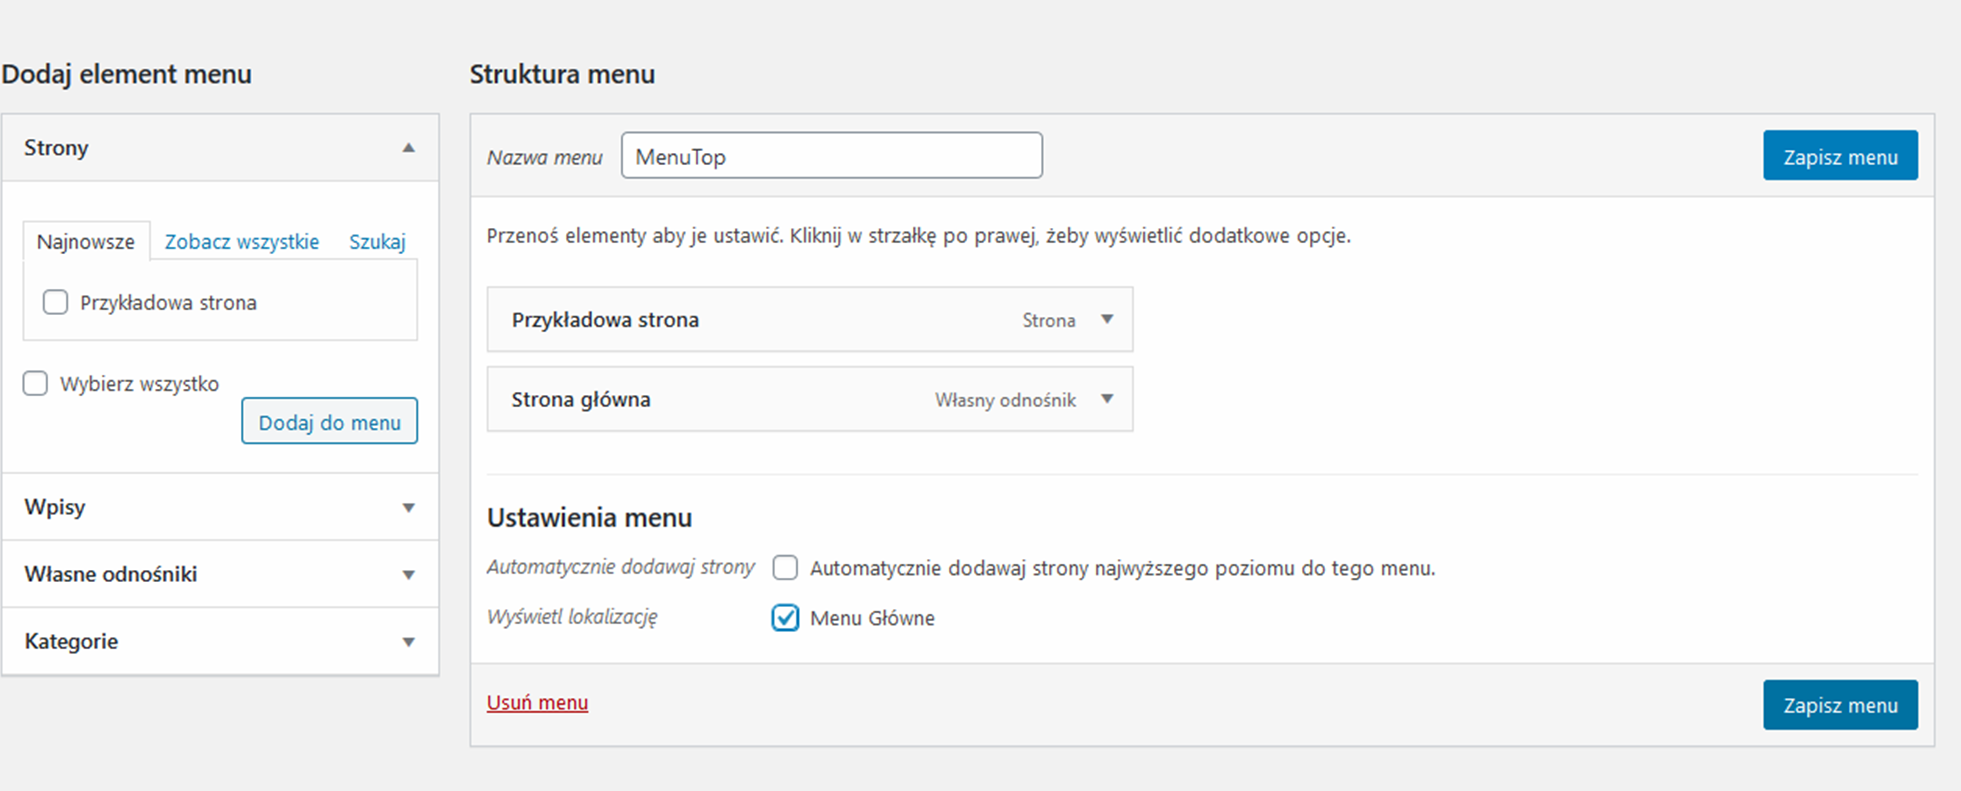 Dodaj element menu
Strony
Najnowsze Zobacz wszystkie Szukaj
Przykładowa strona
Wybierz wszystko
Dodaj do menu
Wpisy
Własne odnośniki
Kategorie
Struktura menu
Nazwa menu MenuTop Zapisz menu
Przenoś elementy aby je ustawić. Kliknij w strzałkę po prawej, żeby wyświetlić dodatkowe opcje.
Przykładowa strona Strona
Strona główna Własny odnośnik
Ustawienia menu
Automatycznie dodawaj strony Automatycznie dodawaj strony najwyższego poziomu do tego menu.
Wyświetl lokalizację Menu Główne
Usuń menu Zapisz menu